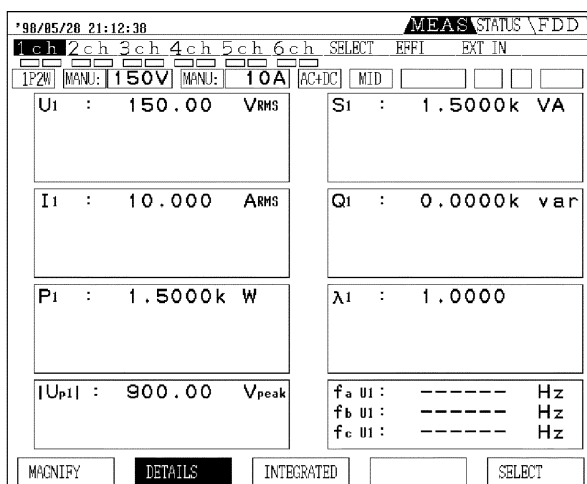 '98/05/28 21:12:38 MEAS STATUS FDD
1ch 2ch 3ch 4ch 5ch 6ch SELECT EFFI EXT IN
1P2W MANU: 150V MANU: 10A AC+DC MID
U1 : 150.00 VRMS
S1 : 1.5000k VA
I1 : 10.000 ARMS
Q1 : 0.0000k var
P1 : 1.5000k W
λ1 : 1.0000
|Up1| : 900.00 Vpeak
fa U1: ------ Hz
fb U1: ------ Hz
fc U1: ------ Hz
MAGNIFY DETAILS INTEGRATED SELECT